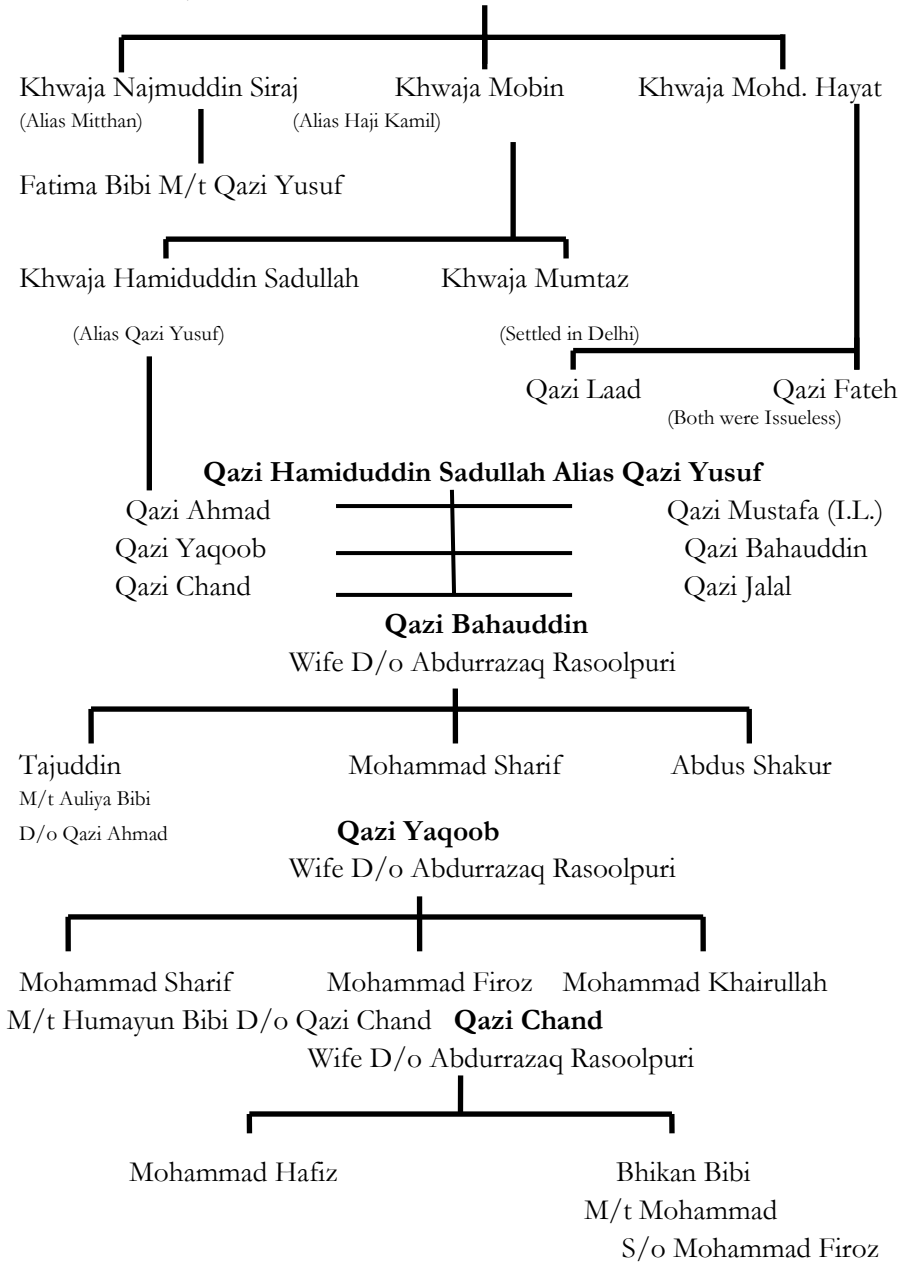 Khwaja Najmuddin Siraj Khwaja Mobin Khwaja Mohd. Hayat
(Alias Mitthan) (Alias Haji Kamil)
Fatima Bibi M/t Qazi Yusuf
Khwaja Hamiduddin Sadullah Khwaja Mumtaz
(Alias Qazi Yusuf) (Settled in Delhi)
Qazi Laad Qazi Fateh
(Both were Issueless)
Qazi Hamiduddin Sadullah Alias Qazi Yusuf
Qazi Ahmad Qazi Mustafa (I.L.)
Qazi Yaqoob Qazi Bahauddin
Qazi Chand Qazi Jalal
Qazi Bahauddin
Wife D/o Abdurrazaq Rasoolpuri
Tajuddin Mohammad Sharif Abdus Shakur
M/t Auliya Bibi
D/o Qazi Ahmad Qazi Yaqoob
Wife D/o Abdurrazaq Rasoolpuri
Mohammad Sharif Mohammad Firoz Mohammad Khairullah
M/t Humayun Bibi D/o Qazi Chand Qazi Chand
Wife D/o Abdurrazaq Rasoolpuri
Mohammad Hafiz Bhikan Bibi
M/t Mohammad
S/o Mohammad Firoz